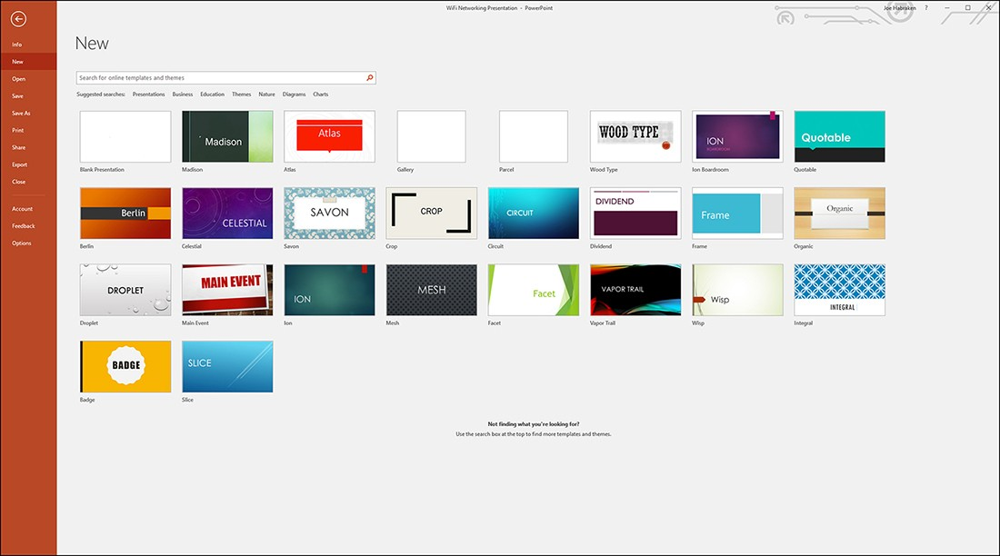 WiFi Networking Presentation - PowerPoint
Joe Habraken ?
Info
New
Open
Save
Save As
Print
Share
Export
Close
Account
Feedback
Options
New
Search for online templates and themes
Suggested searches: Presentations Business Education Themes Nature Diagrams Charts
Madison Atlas WOOD TYPE ION BOARDROOM Quotable
Blank Presentation Madison Atlas Gallery Parcel Wood Type Ion Boardroom Quotable
Berlin CELESTIAL SAVON CROP CIRCUIT DIVIDEND Frame Organic
Berlin Celestial Savon Crop Circuit Dividend Frame Organic
DROPLET MAIN EVENT ION MESH Facet VAPOR TRAIL Wisp INTEGRAL
Droplet Main Event Ion Mesh Facet Vapor Trail Wisp Integral
BADGE SLICE
Badge Slice
Not finding what you're looking for?
Use the search box at the top to find more templates and themes.